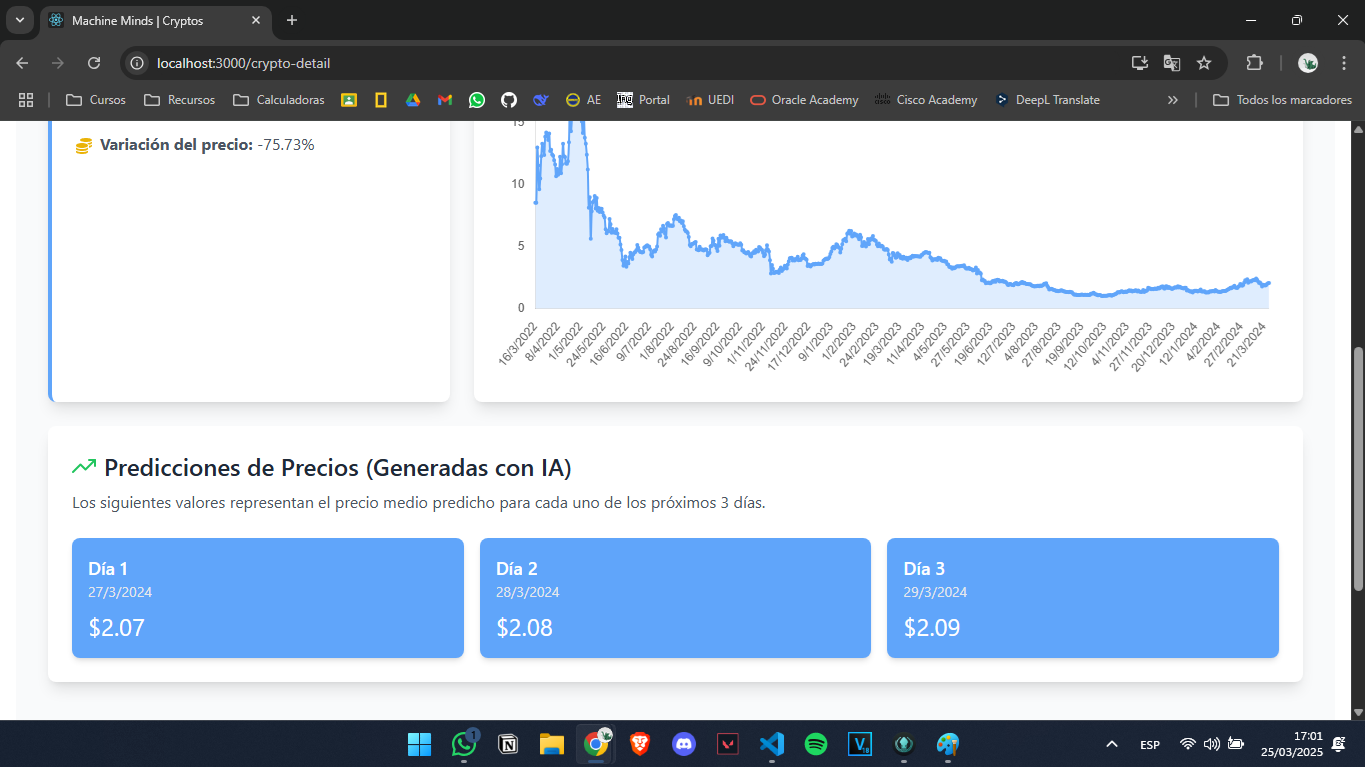 Machine Minds | Cryptos
localhost:3000/crypto-detail
Cursos
Recursos
Calculadoras
AE
Portal
UEDI
Oracle Academy
Cisco Academy
DeepL Translate
Todos los marcadores
Variación del precio: -75.73%
15
10
5
0
16/3/2022
8/4/2022
1/5/2022
24/5/2022
16/6/2022
9/7/2022
1/8/2022
24/8/2022
16/9/2022
9/10/2022
1/11/2022
24/11/2022
17/12/2022
9/1/2023
1/2/2023
24/2/2023
19/3/2023
11/4/2023
4/5/2023
27/5/2023
19/6/2023
12/7/2023
4/8/2023
27/8/2023
19/9/2023
12/10/2023
4/11/2023
27/11/2023
20/12/2023
12/1/2024
4/2/2024
27/2/2024
21/3/2024
Predicciones de Precios (Generadas con IA)
Los siguientes valores representan el precio medio predicho para cada uno de los próximos 3 días.
Día 1
27/3/2024
$2.07
Día 2
28/3/2024
$2.08
Día 3
29/3/2024
$2.09
1
ESP
17:01
25/03/2025